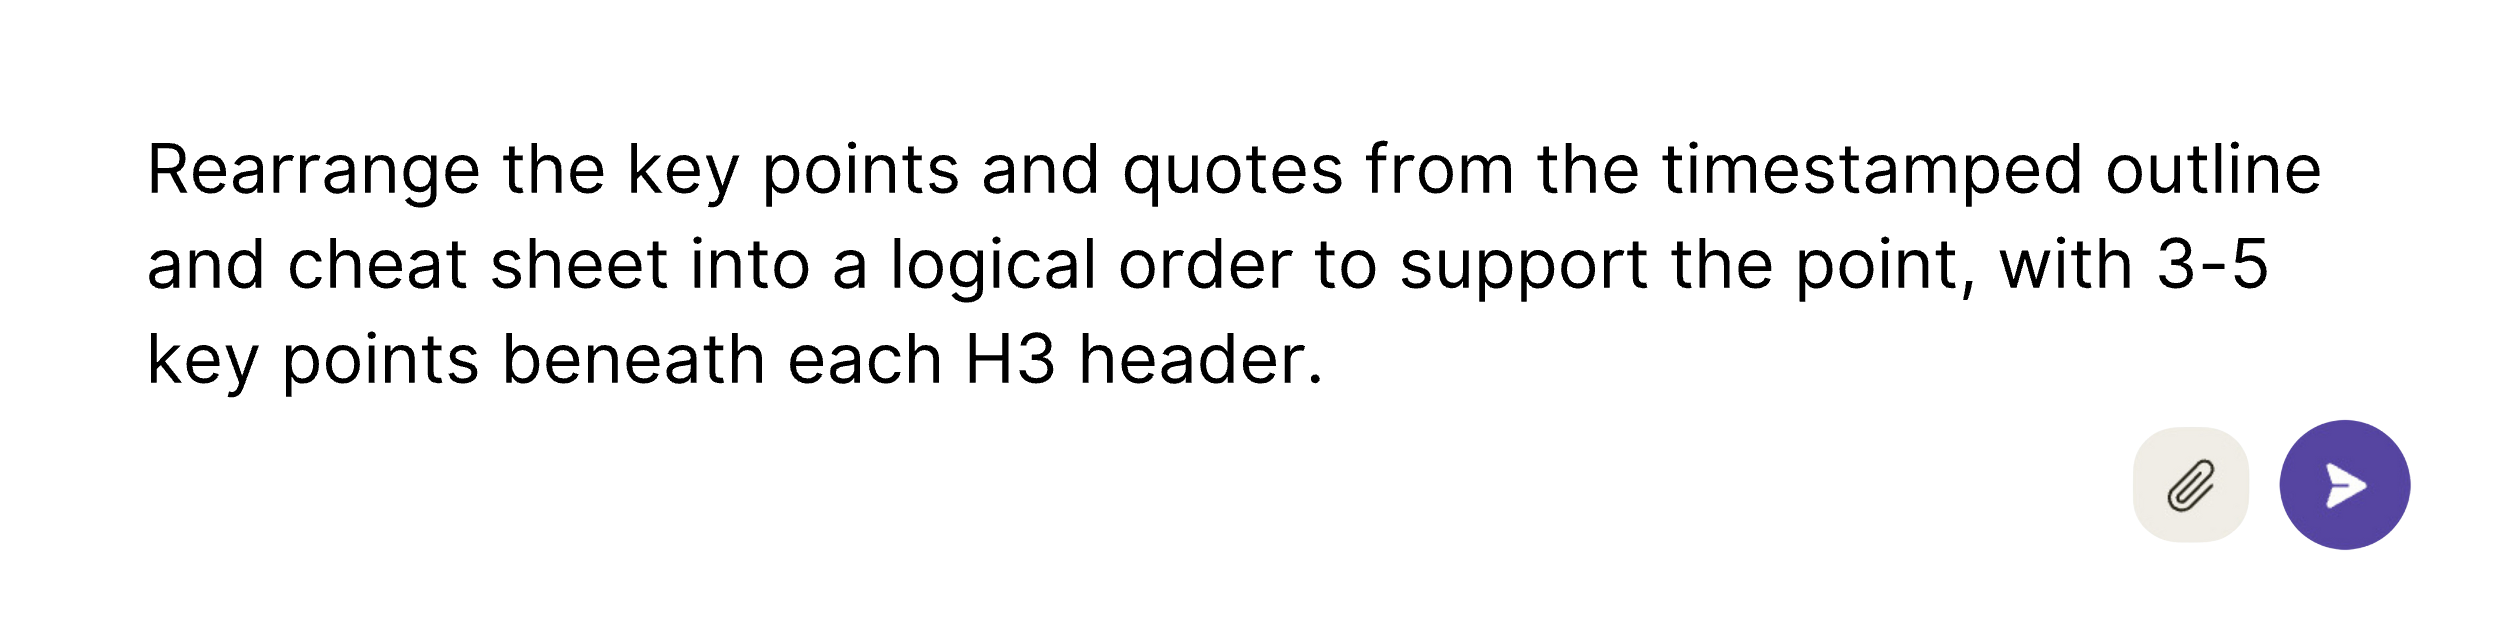 Rearrange the key points and quotes from the timestamped outline
and cheat sheet into a logical order to support the point, with 3–5
key points beneath each H3 header.